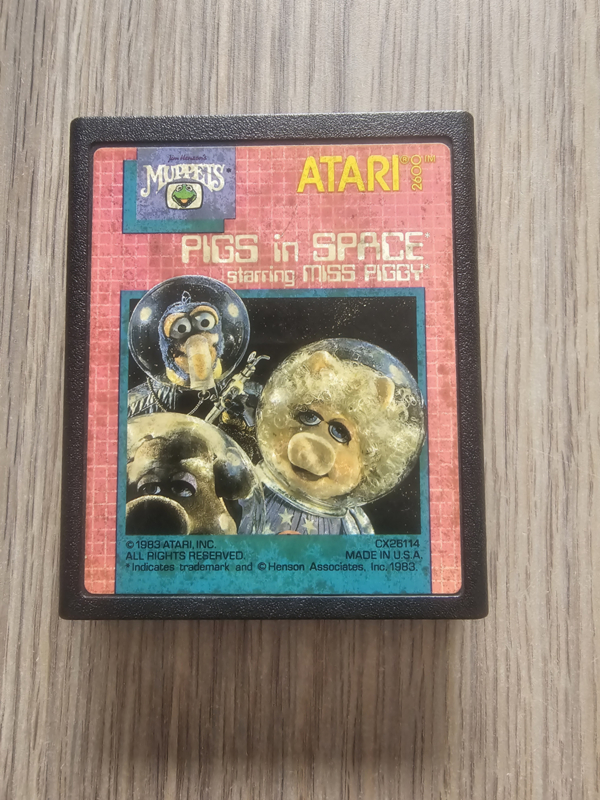 Jim Henson's
MUPPETS*
ATARI® 2600™
PIGS in SPACE*
starring MISS PIGGY*
© 1983 ATARI, INC.
ALL RIGHTS RESERVED.
CX26114
MADE IN U.S.A.
*Indicates trademark and © Henson Associates, Inc. 1983.